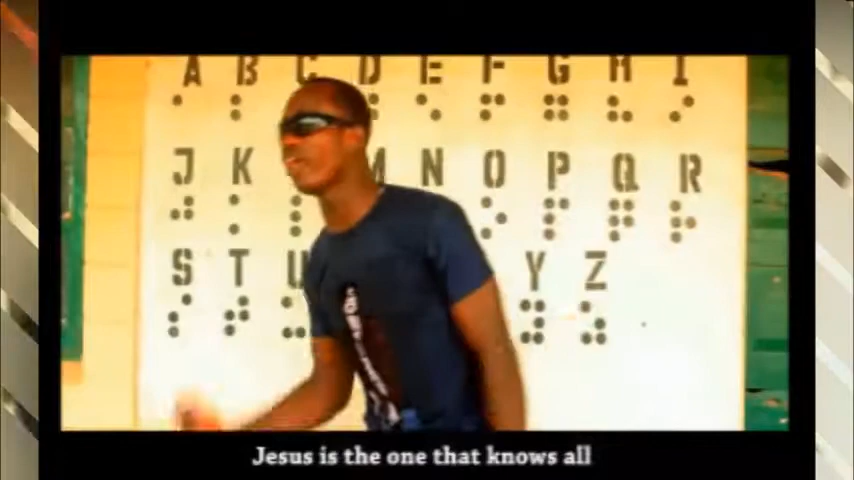 A B C D E F G H I
J K M N O P Q R
S T U Y Z
Jesus is the one that knows all